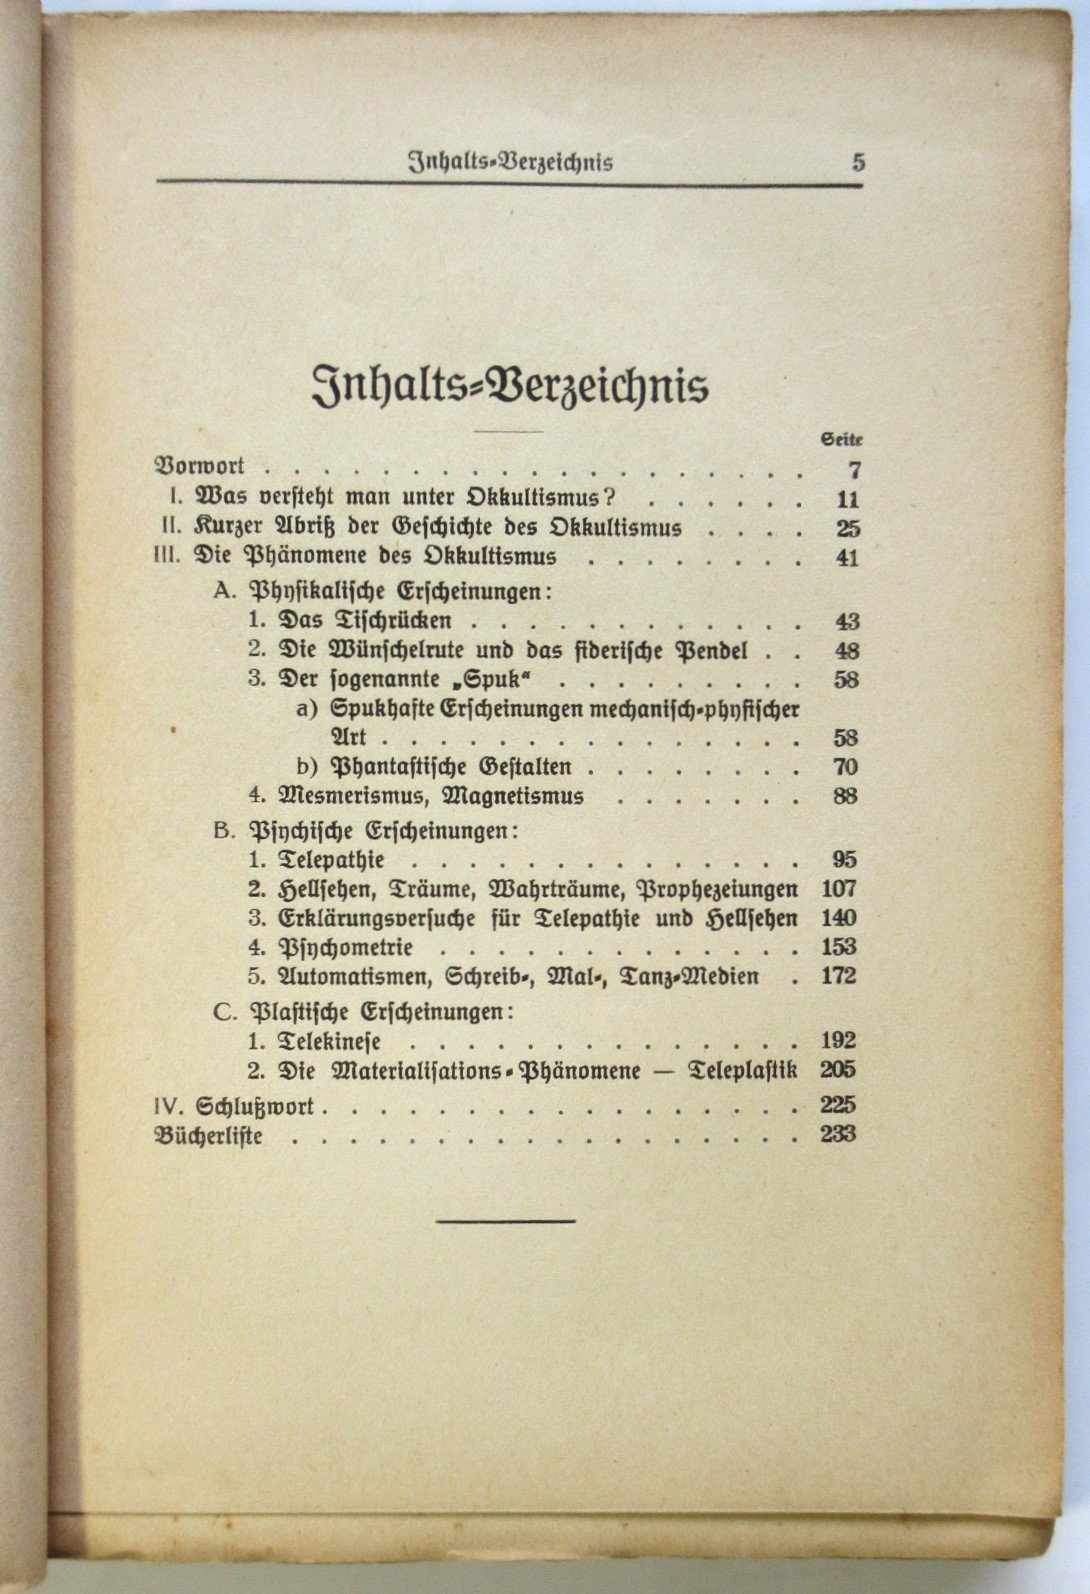 Inhalts-Verzeichnis 5
Inhalts-Verzeichnis
Seite
Vorwort . . . . . . . . . . . . . . . . . . . 7
I. Was versteht man unter Okkultismus? . . . . . . 11
II. Kurzer Abriß der Geschichte des Okkultismus . . . . 25
III. Die Phänomene des Okkultismus . . . . . . . . 41
A. Physikalische Erscheinungen:
1. Das Tischrücken . . . . . . . . . . . . 43
2. Die Wünschelrute und das siderische Pendel . . 48
3. Der sogenannte „Spuk“ . . . . . . . . . 58
a) Spukhafte Erscheinungen mechanisch-physischer
Art . . . . . . . . . . . . . . . 58
b) Phantastische Gestalten . . . . . . . . 70
4. Mesmerismus, Magnetismus . . . . . . . 88
B. Psychische Erscheinungen:
1. Telepathie . . . . . . . . . . . . . . 95
2. Hellsehen, Träume, Wahrträume, Prophezeiungen 107
3. Erklärungsversuche für Telepathie und Hellsehen 140
4. Psychometrie . . . . . . . . . . . . . 153
5. Automatismen, Schreib-, Mal-, Tanz-Medien . 172
C. Plastische Erscheinungen:
1. Telekinese . . . . . . . . . . . . . . 192
2. Die Materialisations-Phänomene — Teleplastik 205
IV. Schlußwort . . . . . . . . . . . . . . . . . 225
Bücherliste . . . . . . . . . . . . . . . . . . 233